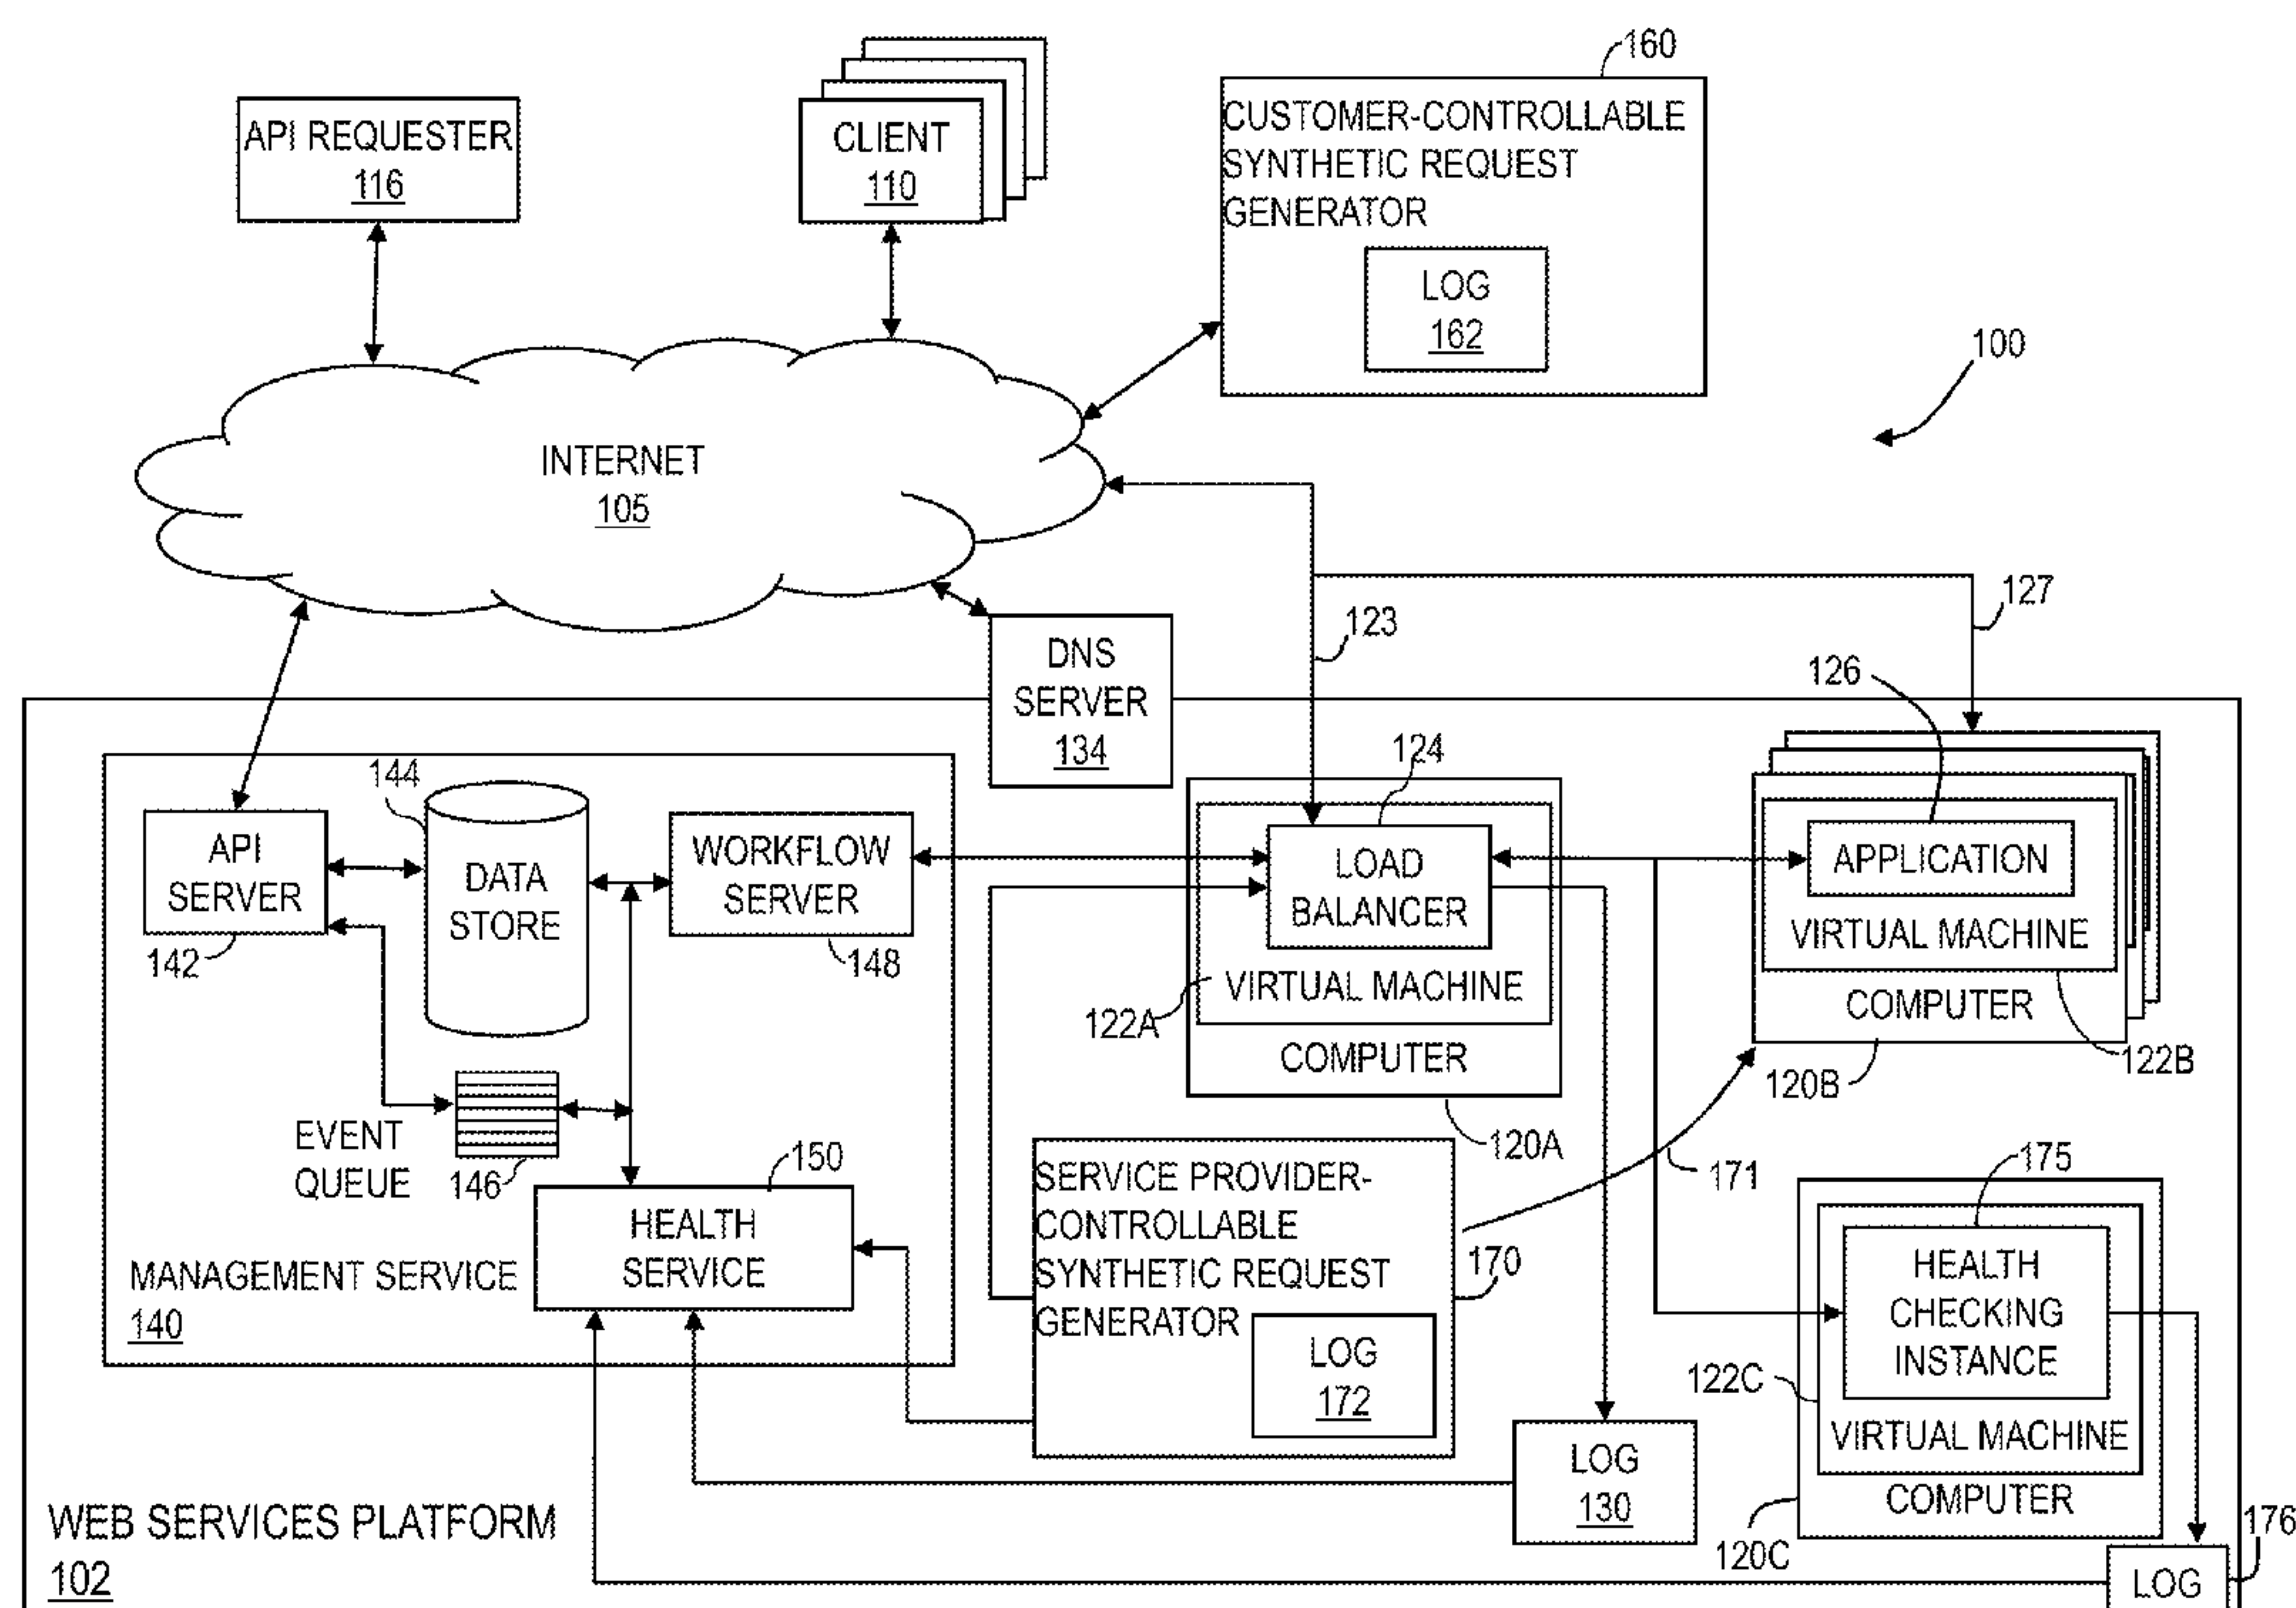 160
API REQUESTER
116
CLIENT
110
CUSTOMER-CONTROLLABLE
SYNTHETIC REQUEST
GENERATOR
LOG
162
100
INTERNET
105
123
127
DNS
SERVER
134
126
124
144
API
SERVER
142
DATA
STORE
WORKFLOW
SERVER
148
LOAD
BALANCER
VIRTUAL MACHINE
122A
COMPUTER
120A
APPLICATION
VIRTUAL MACHINE
COMPUTER
122B
120B
EVENT
QUEUE
146
150
HEALTH
SERVICE
MANAGEMENT SERVICE
140
SERVICE PROVIDER-
CONTROLLABLE
SYNTHETIC REQUEST
GENERATOR
170
LOG
172
171
175
HEALTH
CHECKING
INSTANCE
122C
VIRTUAL MACHINE
COMPUTER
120C
LOG
130
176
LOG
WEB SERVICES PLATFORM
102